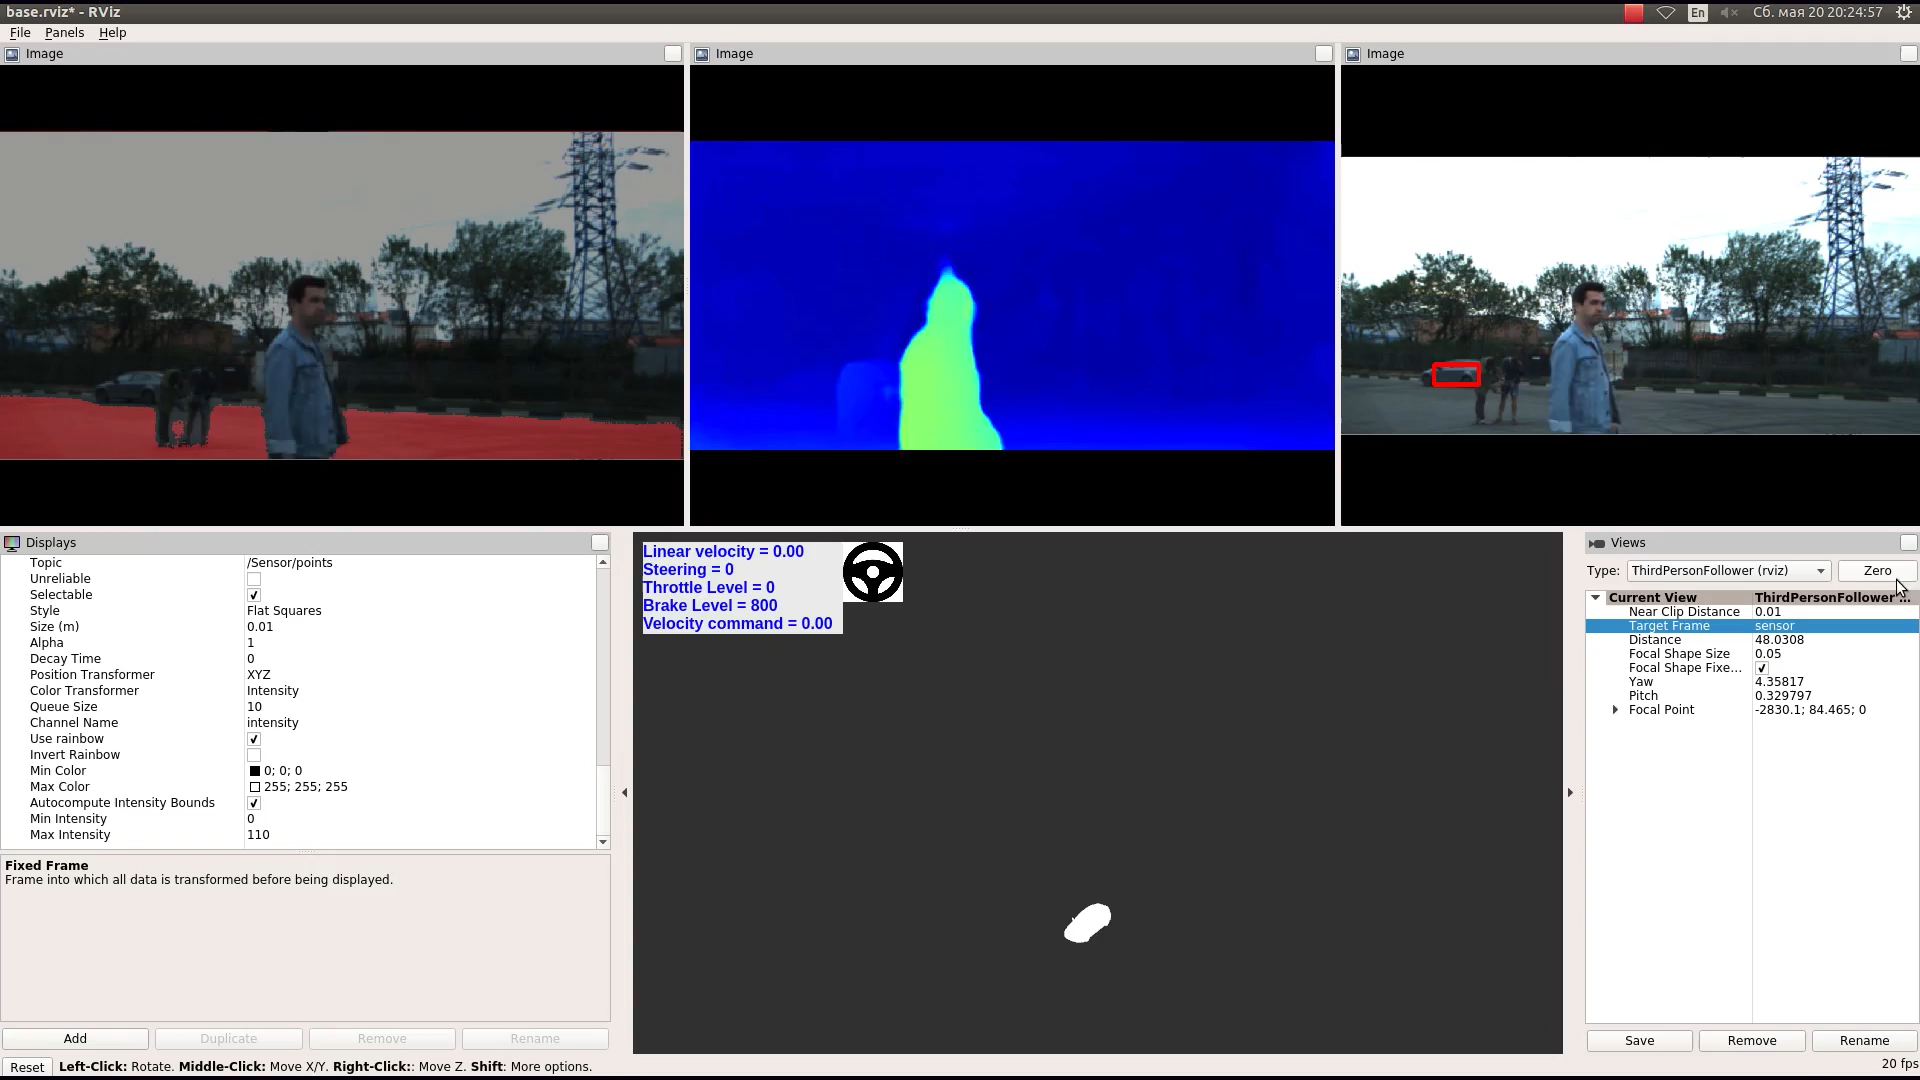 base.rviz* - RViz
En
Сб. мая 20 20:24:57
File Panels Help
Image
Image
Image
Displays
Topic /Sensor/points
Unreliable
Selectable
Style Flat Squares
Size (m) 0.01
Alpha 1
Decay Time 0
Position Transformer XYZ
Color Transformer Intensity
Queue Size 10
Channel Name intensity
Use rainbow
Invert Rainbow
Min Color 0; 0; 0
Max Color 255; 255; 255
Autocompute Intensity Bounds
Min Intensity 0
Max Intensity 110
Fixed Frame
Frame into which all data is transformed before being displayed.
Add Duplicate Remove Rename
Reset Left-Click: Rotate. Middle-Click: Move X/Y. Right-Click:: Move Z. Shift: More options.
Linear velocity = 0.00
Steering = 0
Throttle Level = 0
Brake Level = 800
Velocity command = 0.00
Views
Type: ThirdPersonFollower (rviz) Zero
Current View ThirdPersonFollower ...
Near Clip Distance 0.01
Target Frame sensor
Distance 48.0308
Focal Shape Size 0.05
Focal Shape Fixe...
Yaw 4.35817
Pitch 0.329797
Focal Point -2830.1; 84.465; 0
Save Remove Rename
20 fps